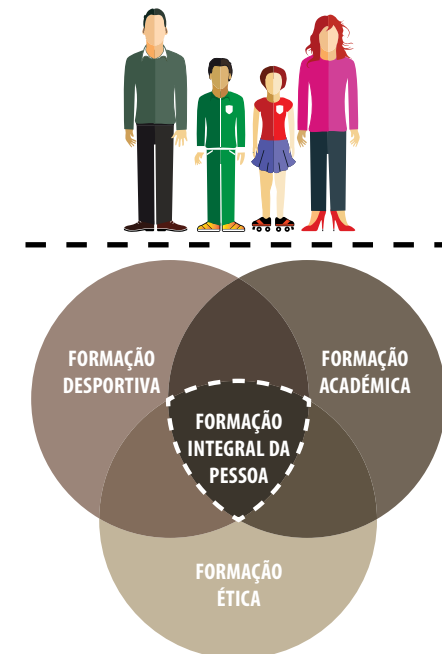 FORMAÇÃO
DESPORTIVA
FORMAÇÃO
ACADÉMICA
FORMAÇÃO
INTEGRAL DA
PESSOA
FORMAÇÃO
ÉTICA